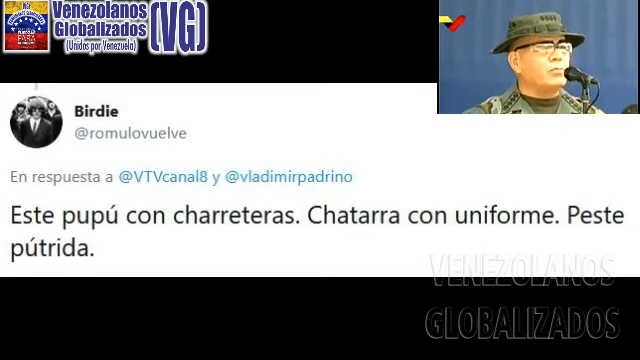 Venezolanos
Globalizados
(Unidos por Venezuela)
(VG)
Birdie
@romulovuelve
En respuesta a @VTVcanal8 y @vladimirpadrino
Este pupú con charreteras. Chatarra con uniforme. Peste
pútrida.
VENEZOLANOS
GLOBALIZADOS